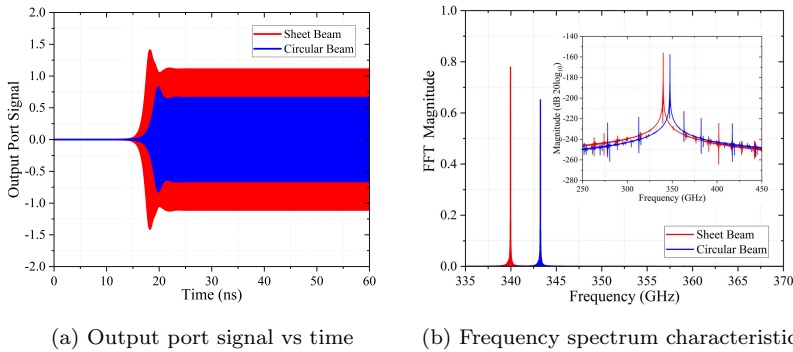 2.0
1.5
1.0
0.5
0.0
-0.5
-1.0
-1.5
-2.0
Output Port Signal
Sheet Beam
Circular Beam
0 10 20 30 40 50 60
Time (ns)
(a) Output port signal vs time
1.0
0.8
0.6
0.4
0.2
0.0
FFT Magnitude
-140
-160
-180
-200
-220
-240
-260
-280
Magnitude (dB 20log10)
250 300 350 400 450
Frequency (GHz)
Sheet Beam
Circular Beam
335 340 345 350 355 360 365 370
Frequency (GHz)
(b) Frequency spectrum characteristic